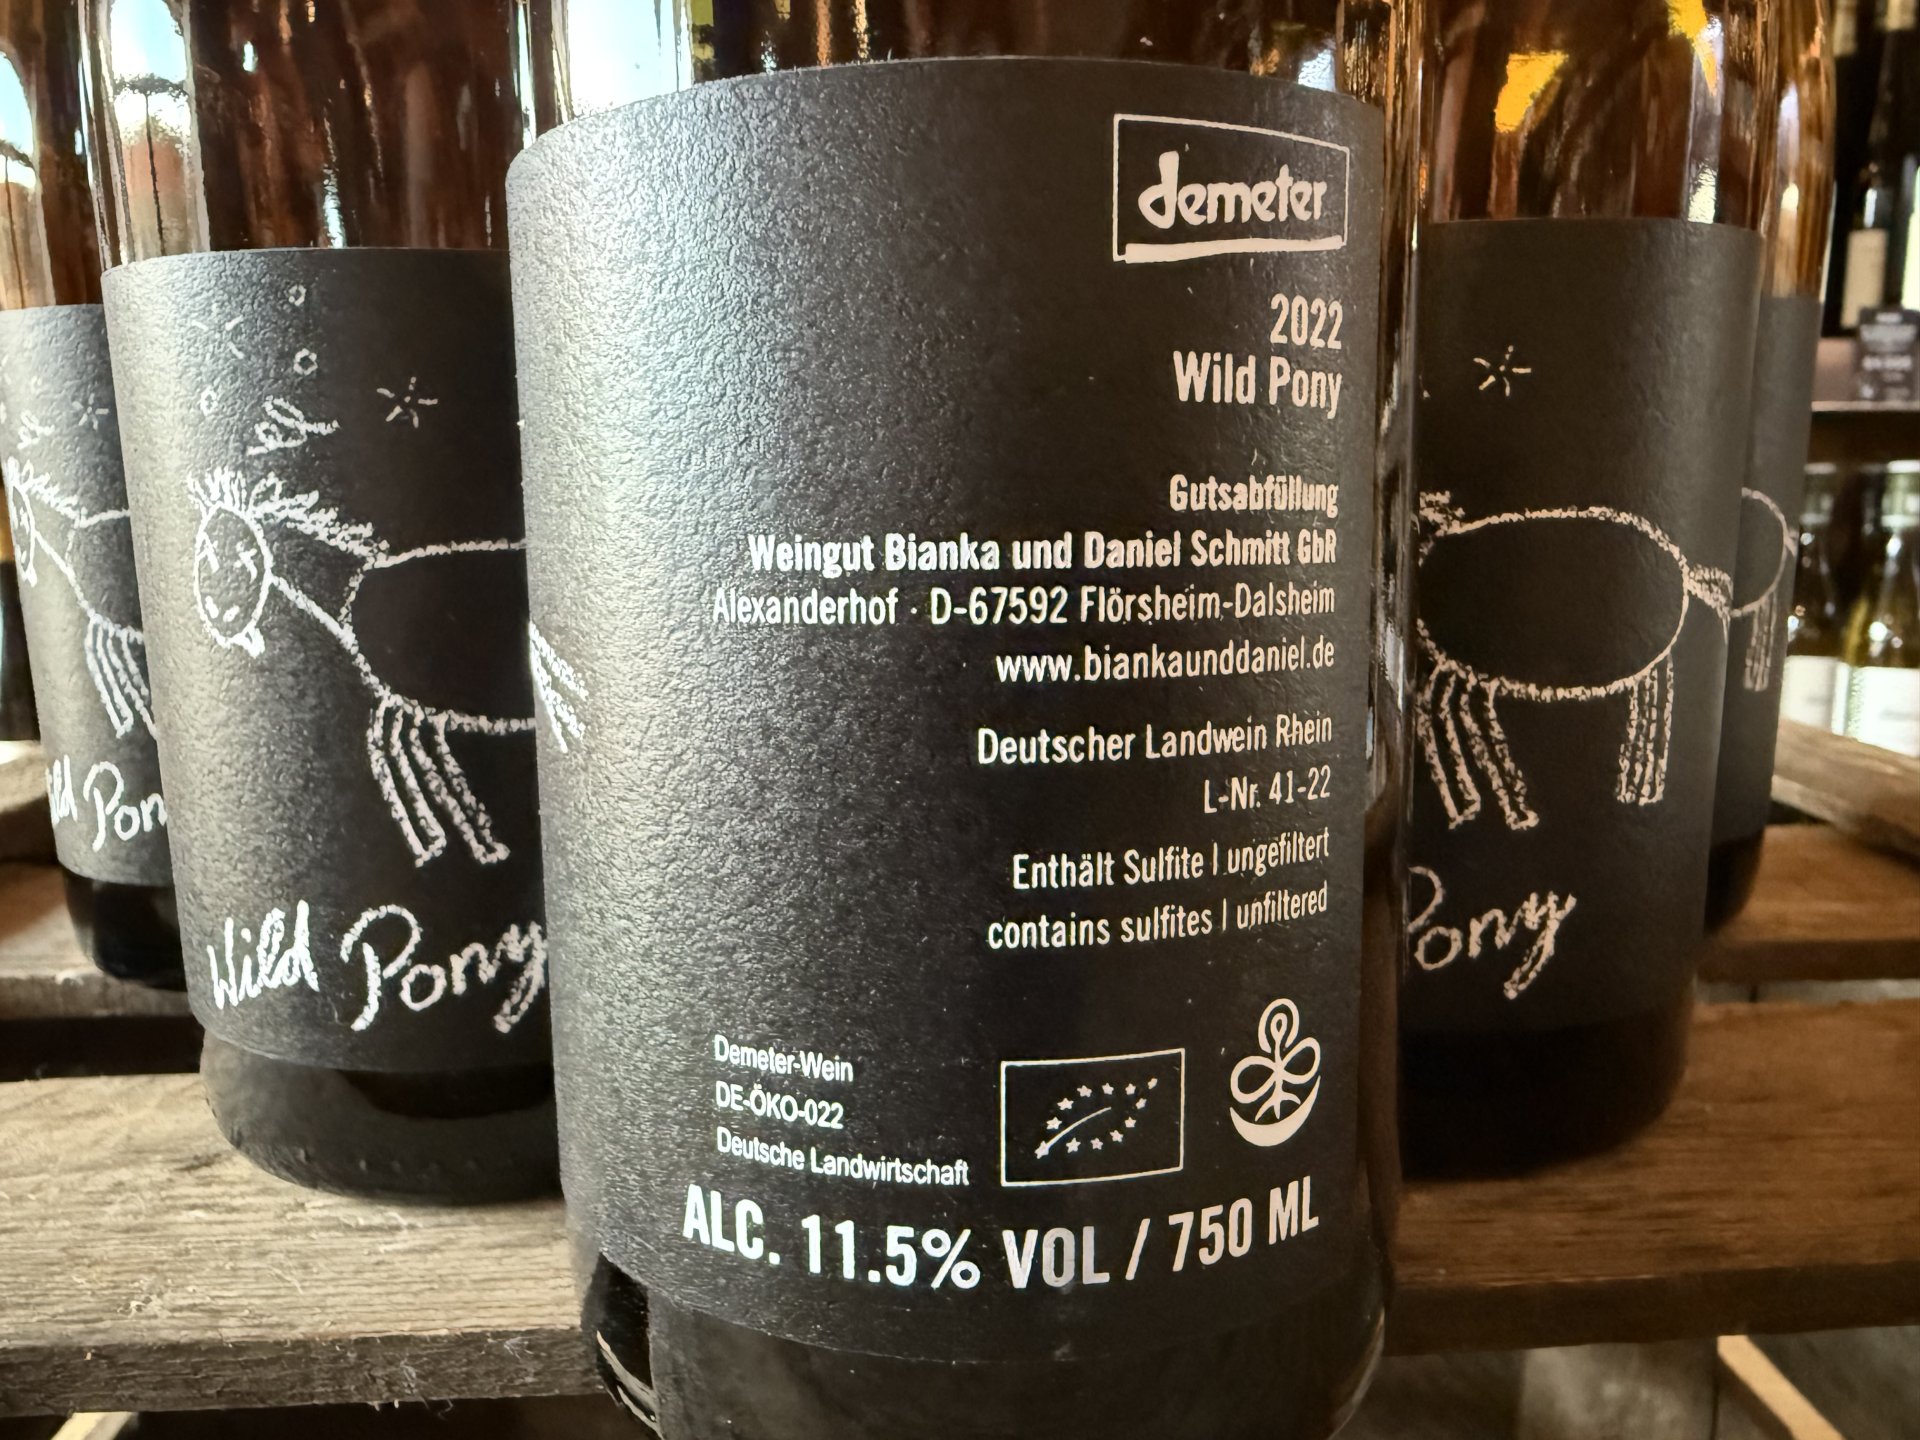 demeter
2022
Wild Pony
Gutsabfüllung
Weingut Bianka und Daniel Schmitt GbR
Alexanderhof · D-67592 Flörsheim-Dalsheim
www.biankaunddaniel.de
Deutscher Landwein Rhein
L-Nr. 41-22
Enthält Sulfite | ungefiltert
contains sulfites | unfiltered
Demeter-Wein
DE-ÖKO-022
Deutsche Landwirtschaft
ALC. 11.5% VOL / 750 ML
Wild Pony
Pony